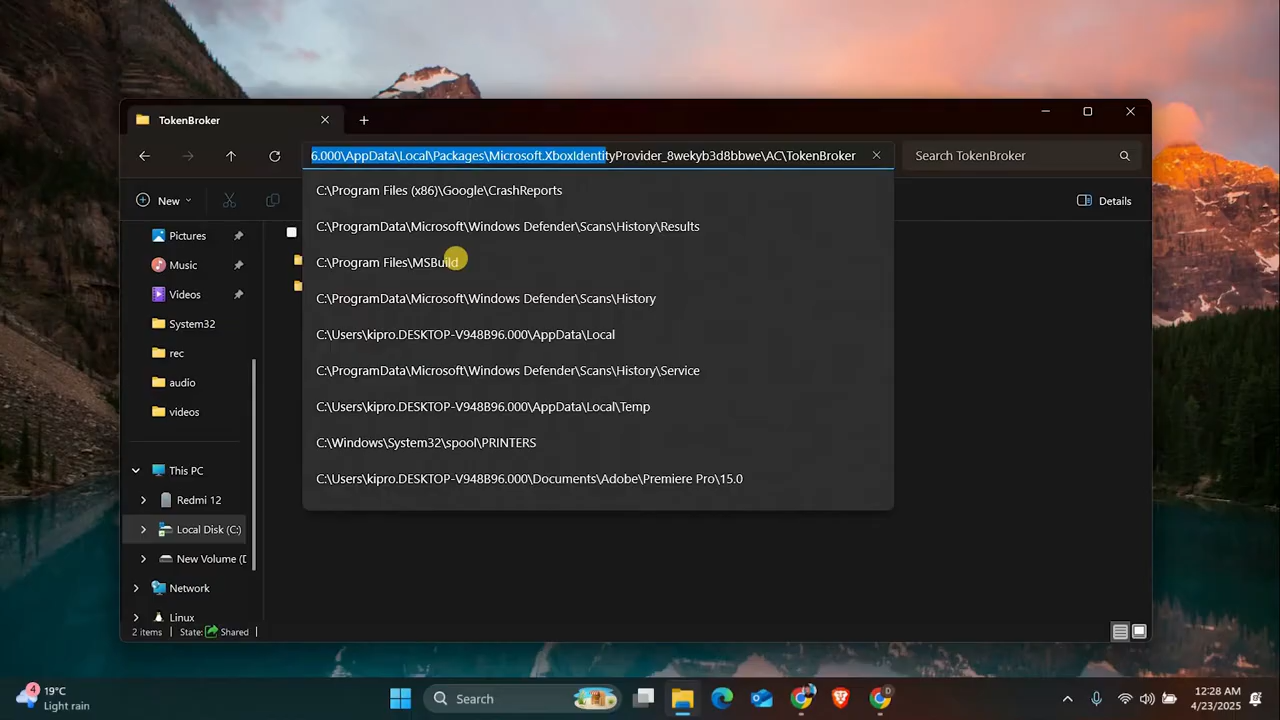 TokenBroker
6.000\AppData\Local\Packages\Microsoft.XboxIdentityProvider_8wekyb3d8bbwe\AC\TokenBroker
Search TokenBroker
New
Details
C:\Program Files (x86)\Google\CrashReports
C:\ProgramData\Microsoft\Windows Defender\Scans\History\Results
C:\Program Files\MSBuild
C:\ProgramData\Microsoft\Windows Defender\Scans\History
C:\Users\kipro.DESKTOP-V948B96.000\AppData\Local
C:\ProgramData\Microsoft\Windows Defender\Scans\History\Service
C:\Users\kipro.DESKTOP-V948B96.000\AppData\Local\Temp
C:\Windows\System32\spool\PRINTERS
C:\Users\kipro.DESKTOP-V948B96.000\Documents\Adobe\Premiere Pro\15.0
Pictures
Music
Videos
System32
rec
audio
videos
This PC
Redmi 12
Local Disk (C:)
New Volume (D
Network
Linux
2 items
State: Shared
4
19°C
Light rain
Search
D
12:28 AM
4/23/2025